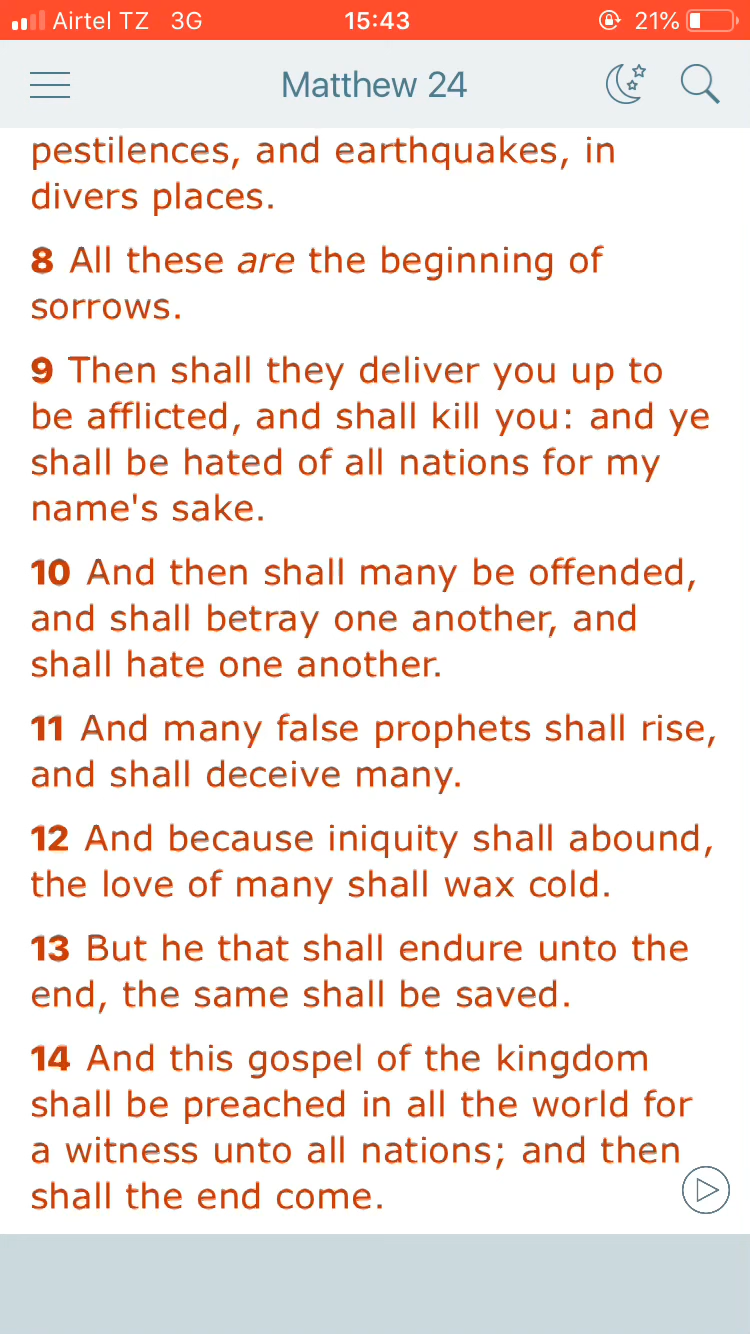 Airtel TZ 3G 15:43 21%
Matthew 24
pestilences, and earthquakes, in
divers places.
8 All these are the beginning of
sorrows.
9 Then shall they deliver you up to
be afflicted, and shall kill you: and ye
shall be hated of all nations for my
name's sake.
10 And then shall many be offended,
and shall betray one another, and
shall hate one another.
11 And many false prophets shall rise,
and shall deceive many.
12 And because iniquity shall abound,
the love of many shall wax cold.
13 But he that shall endure unto the
end, the same shall be saved.
14 And this gospel of the kingdom
shall be preached in all the world for
a witness unto all nations; and then
shall the end come.